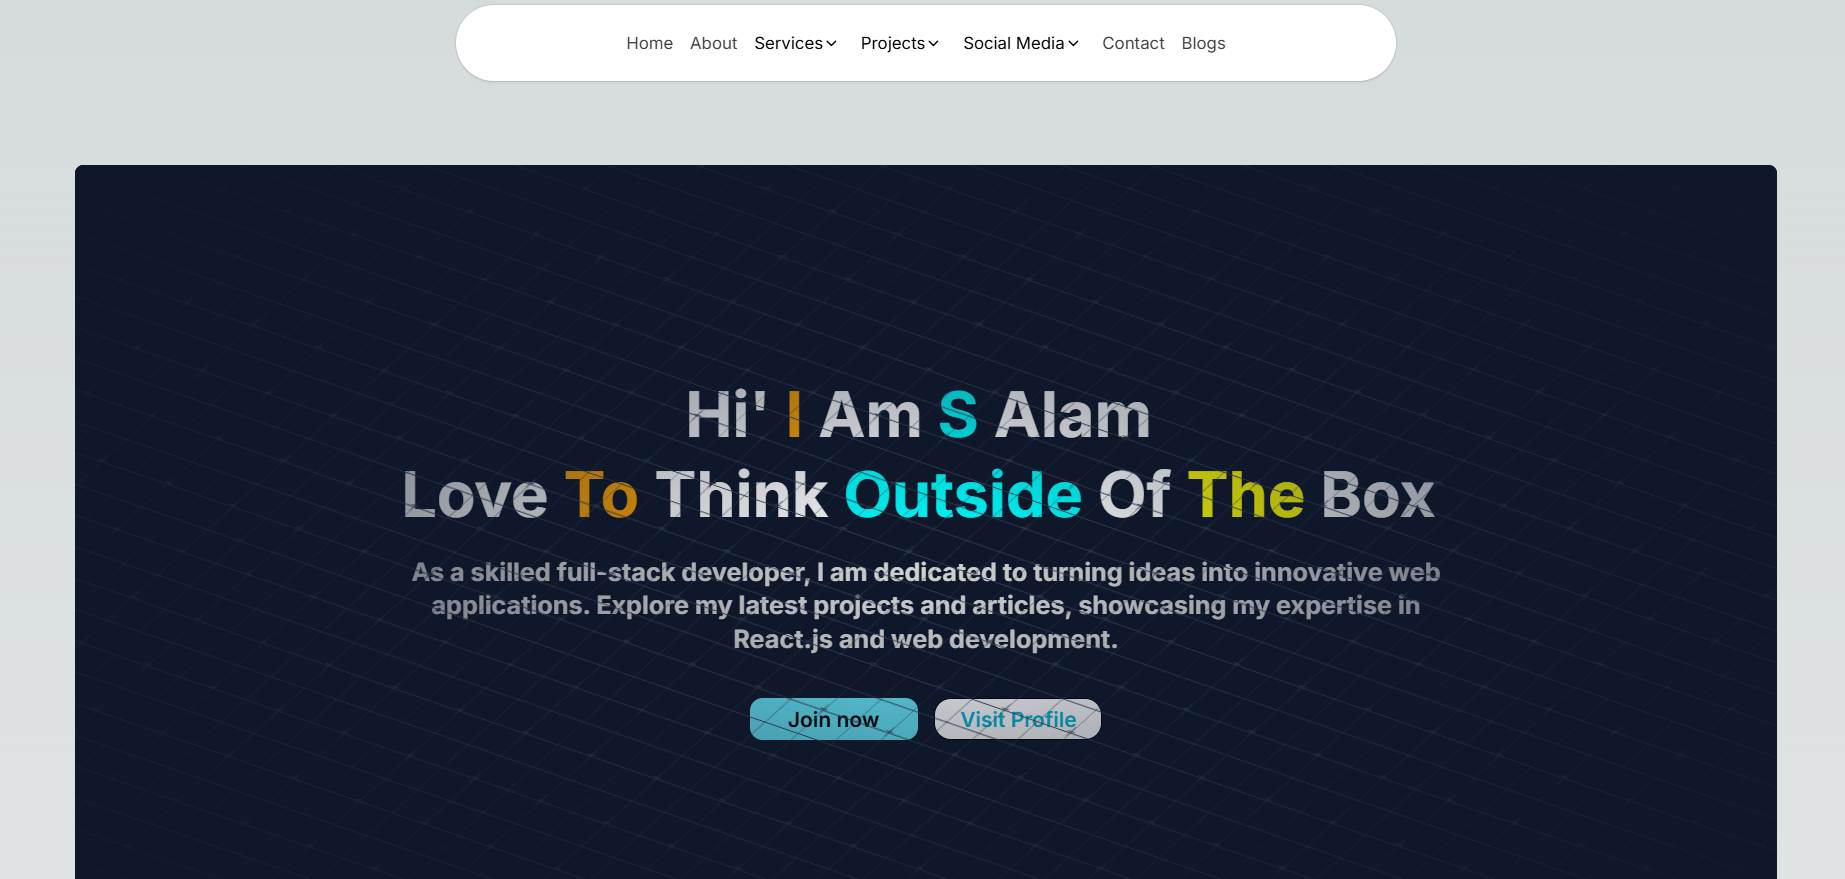 Home About Services Projects Social Media Contact Blogs
Hi' I Am S Alam
Love To Think Outside Of The Box
As a skilled full-stack developer, I am dedicated to turning ideas into innovative web
applications. Explore my latest projects and articles, showcasing my expertise in
React.js and web development.
Join now Visit Profile